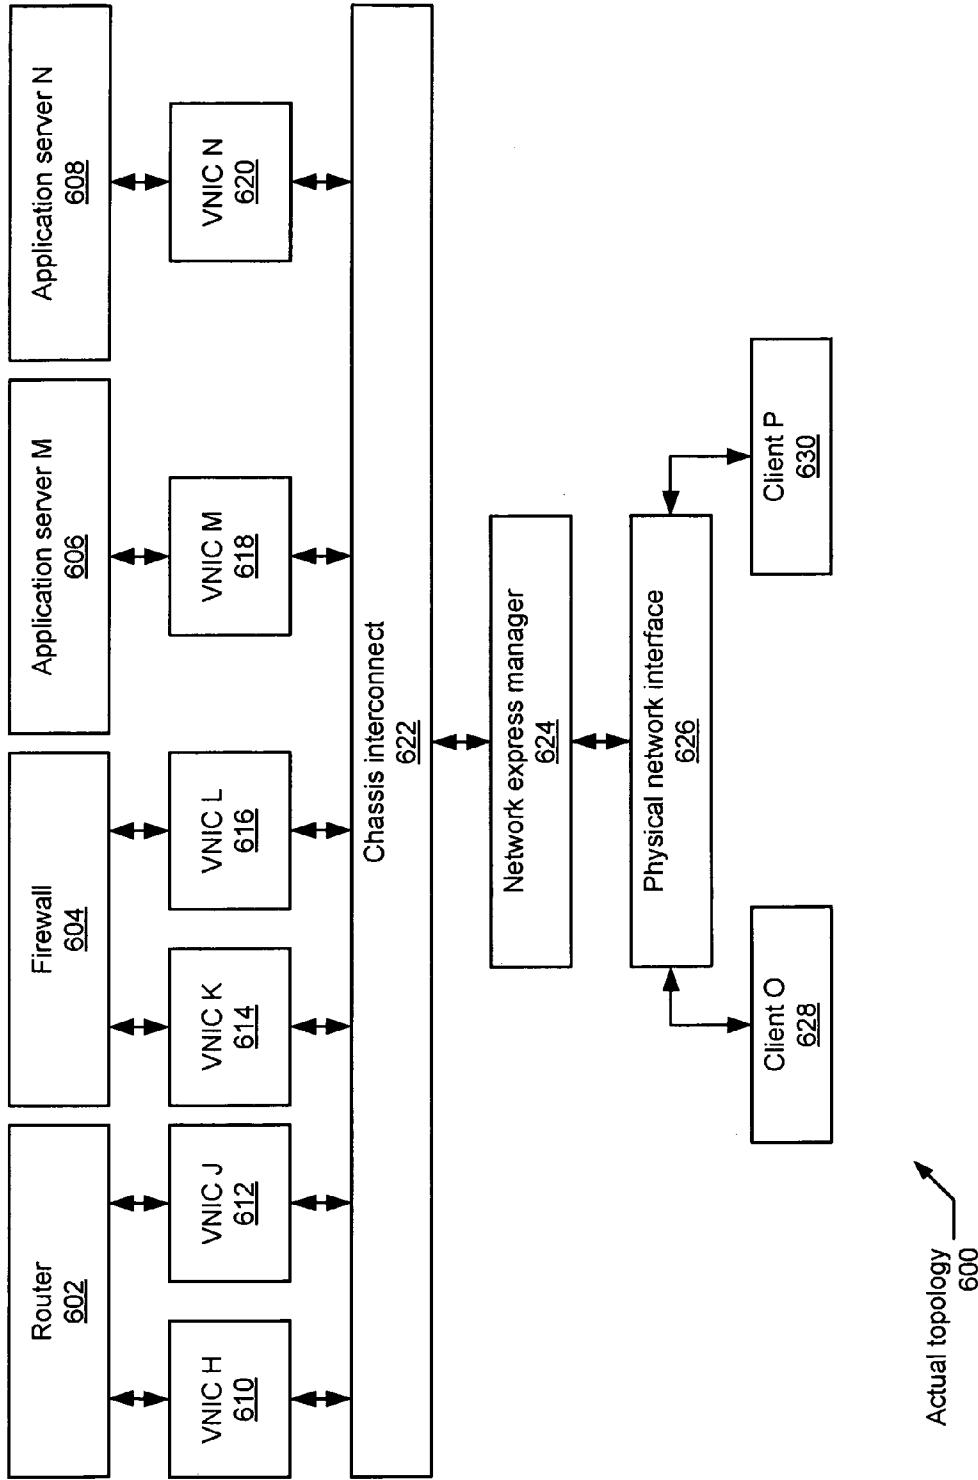 Router
602
Firewall
604
Application server M
606
Application server N
608
VNIC H
610
VNIC J
612
VNIC K
614
VNIC L
616
VNIC M
618
VNIC N
620
Chassis interconnect
622
Network express manager
624
Physical network interface
626
Client O
628
Client P
630
Actual topology
600